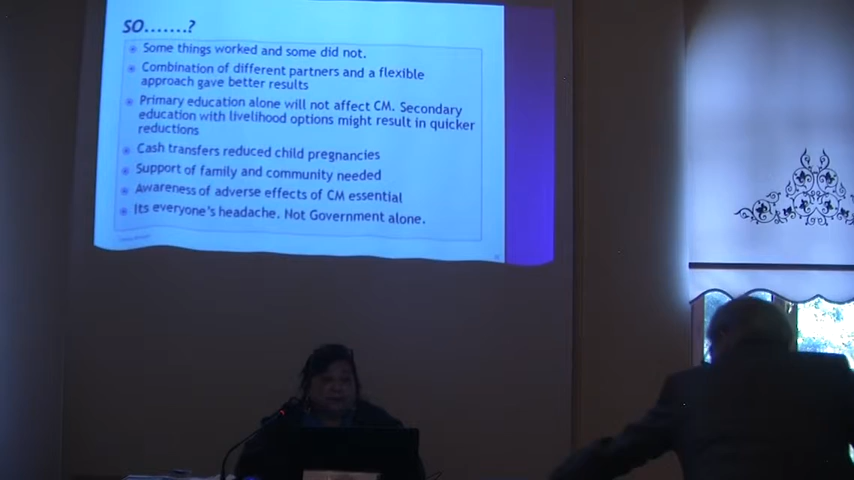 SO.......?
Some things worked and some did not.
Combination of different partners and a flexible
approach gave better results
Primary education alone will not affect CM. Secondary
education with livelihood options might result in quicker
reductions
Cash transfers reduced child pregnancies
Support of family and community needed
Awareness of adverse effects of CM essential
Its everyone's headache. Not Government alone.